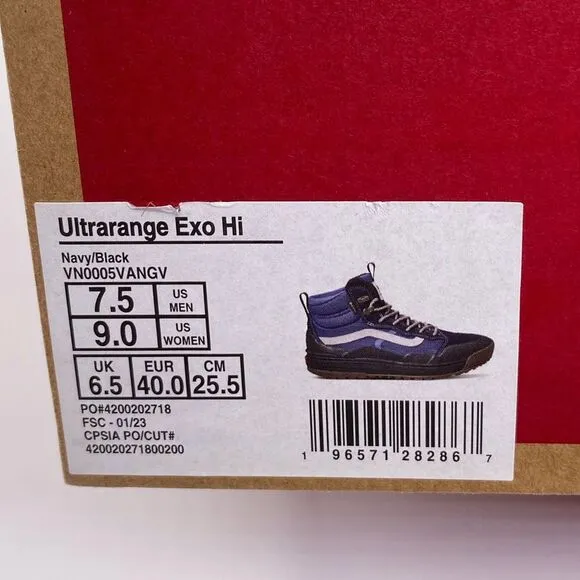 Ultrarange Exo Hi
Navy/Black
VN0005VANGV
7.5 US MEN
9.0 US WOMEN
UK EUR CM
6.5 40.0 25.5
PO#4200202718
FSC - 01/23
CPSIA PO/CUT#
420020271800200
1 96571 28286 7